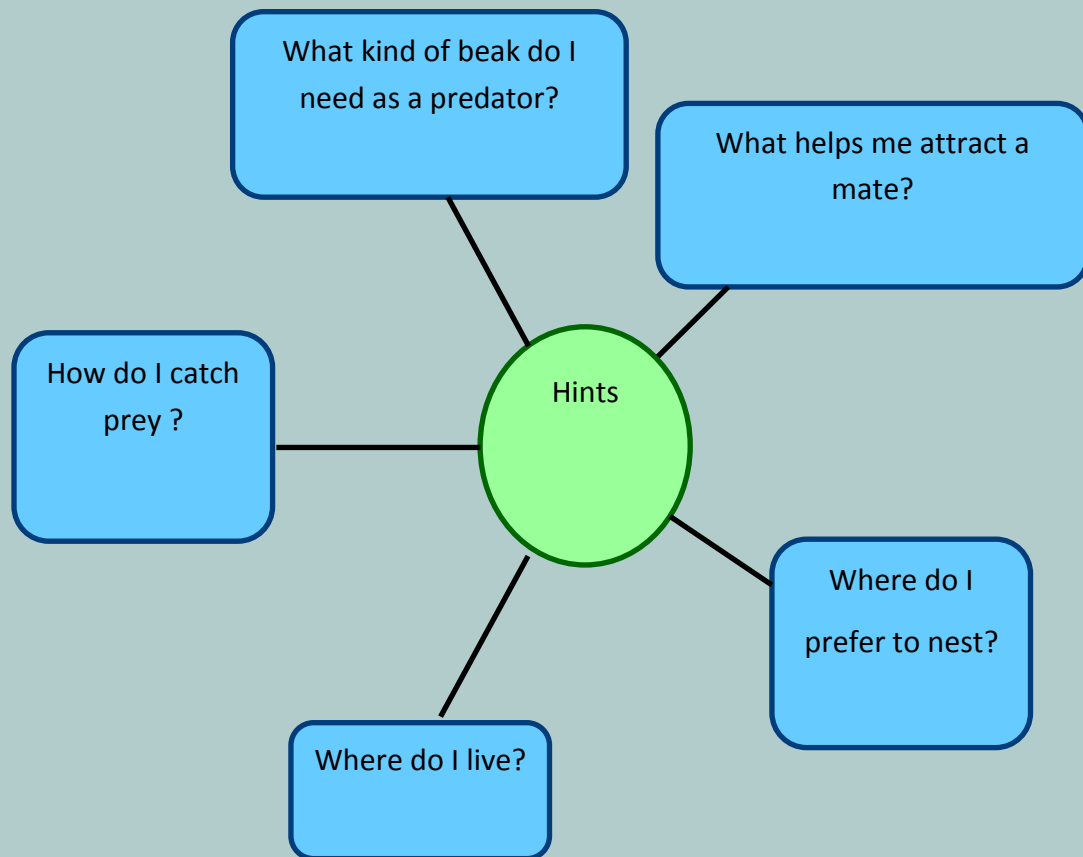 What kind of beak do I
need as a predator?
What helps me attract a
mate?
How do I catch
prey ?
Hints
Where do I
prefer to nest?
Where do I live?